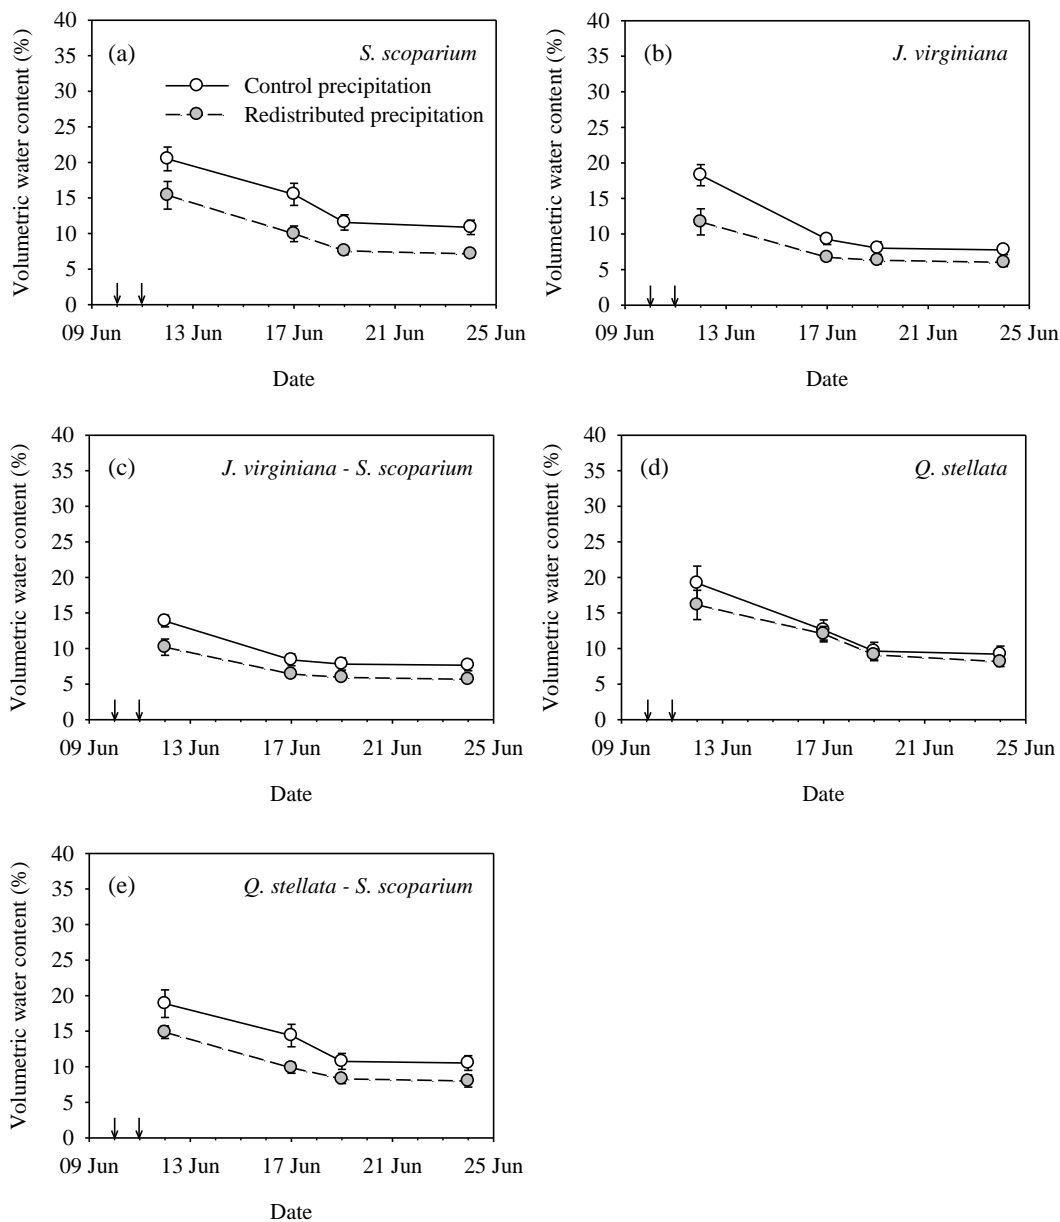 (a) S. scoparium
Control precipitation
Redistributed precipitation
Volumetric water content (%)
40
35
30
25
20
15
10
5
0
09 Jun 13 Jun 17 Jun 21 Jun 25 Jun
Date
(b) J. virginiana
Volumetric water content (%)
40
35
30
25
20
15
10
5
0
09 Jun 13 Jun 17 Jun 21 Jun 25 Jun
Date
(c) J. virginiana - S. scoparium
Volumetric water content (%)
40
35
30
25
20
15
10
5
0
09 Jun 13 Jun 17 Jun 21 Jun 25 Jun
Date
(d) Q. stellata
Volumetric water content (%)
40
35
30
25
20
15
10
5
0
09 Jun 13 Jun 17 Jun 21 Jun 25 Jun
Date
(e) Q. stellata - S. scoparium
Volumetric water content (%)
40
35
30
25
20
15
10
5
0
09 Jun 13 Jun 17 Jun 21 Jun 25 Jun
Date